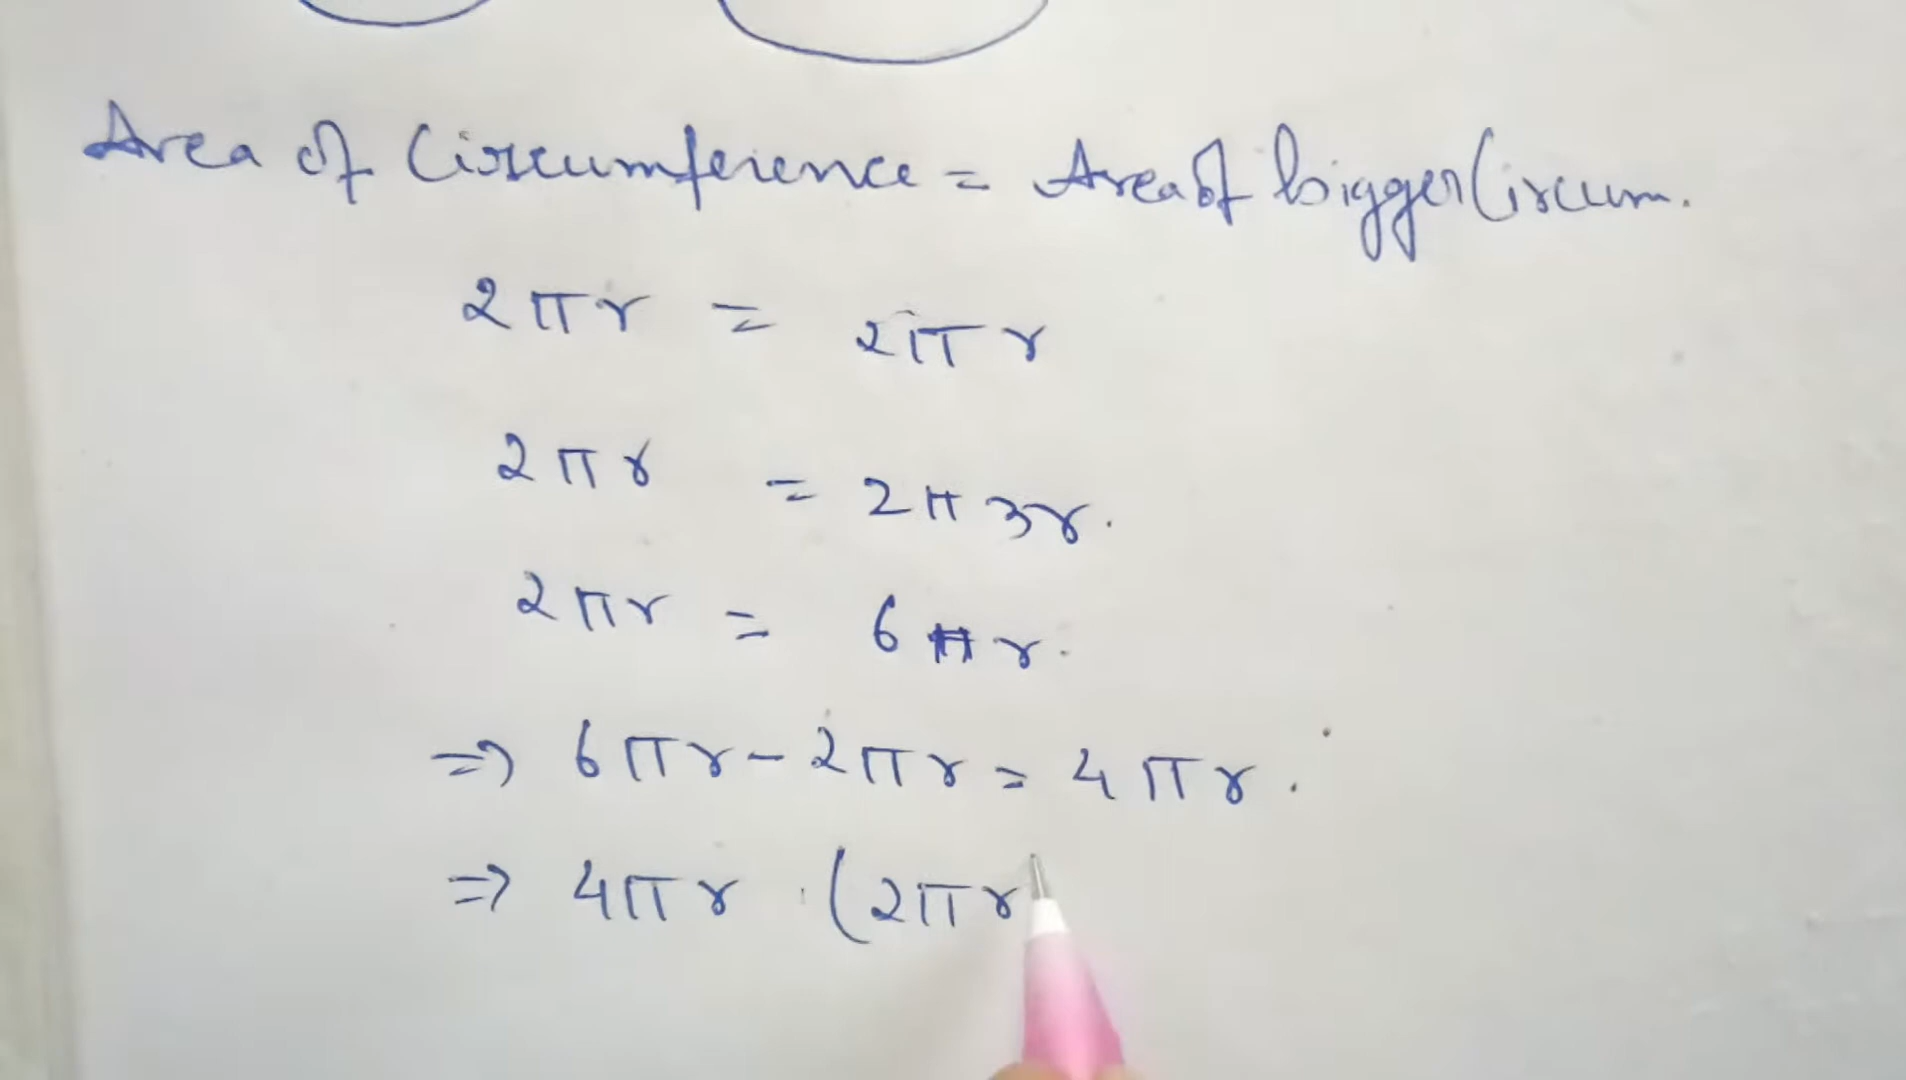 Area of Circumference = Area of bigger Circum.
2πr = 2πr
2πr = 2π3r.
2πr = 6πr.
=> 6πr - 2πr = 4πr.
=> 4πr (2πr